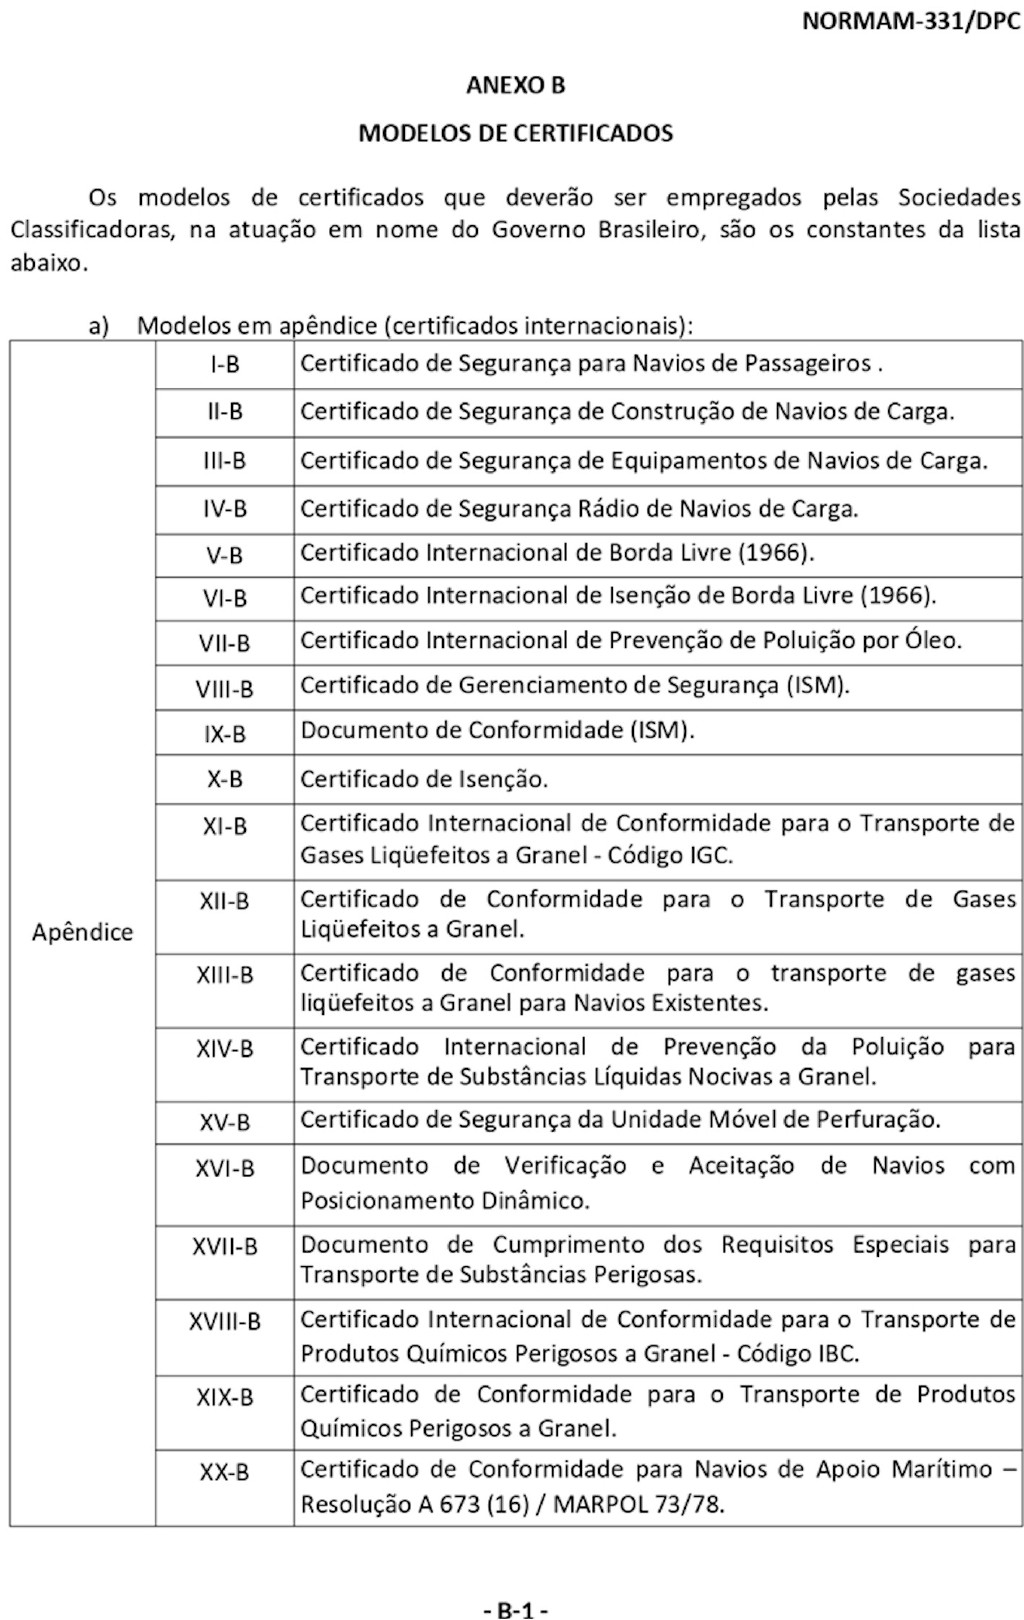 NORMAM-331/DPC
ANEXO B
MODELOS DE CERTIFICADOS
Os modelos de certificados que deverão ser empregados pelas Sociedades
Classificadoras, na atuação em nome do Governo Brasileiro, são os constantes da lista
abaixo.
a) Modelos em apêndice (certificados internacionais):
Apêndice
I-B Certificado de Segurança para Navios de Passageiros .
II-B Certificado de Segurança de Construção de Navios de Carga.
III-B Certificado de Segurança de Equipamentos de Navios de Carga.
IV-B Certificado de Segurança Rádio de Navios de Carga.
V-B Certificado Internacional de Borda Livre (1966).
VI-B Certificado Internacional de Isenção de Borda Livre (1966).
VII-B Certificado Internacional de Prevenção de Poluição por Óleo.
VIII-B Certificado de Gerenciamento de Segurança (ISM).
IX-B Documento de Conformidade (ISM).
X-B Certificado de Isenção.
XI-B Certificado Internacional de Conformidade para o Transporte de
Gases Liqüefeitos a Granel - Código IGC.
XII-B Certificado de Conformidade para o Transporte de Gases
Liqüefeitos a Granel.
XIII-B Certificado de Conformidade para o transporte de gases
liqüefeitos a Granel para Navios Existentes.
XIV-B Certificado Internacional de Prevenção da Poluição para
Transporte de Substâncias Líquidas Nocivas a Granel.
XV-B Certificado de Segurança da Unidade Móvel de Perfuração.
XVI-B Documento de Verificação e Aceitação de Navios com
Posicionamento Dinâmico.
XVII-B Documento de Cumprimento dos Requisitos Especiais para
Transporte de Substâncias Perigosas.
XVIII-B Certificado Internacional de Conformidade para o Transporte de
Produtos Químicos Perigosos a Granel - Código IBC.
XIX-B Certificado de Conformidade para o Transporte de Produtos
Químicos Perigosos a Granel.
XX-B Certificado de Conformidade para Navios de Apoio Marítimo –
Resolução A 673 (16) / MARPOL 73/78.
- B-1 -